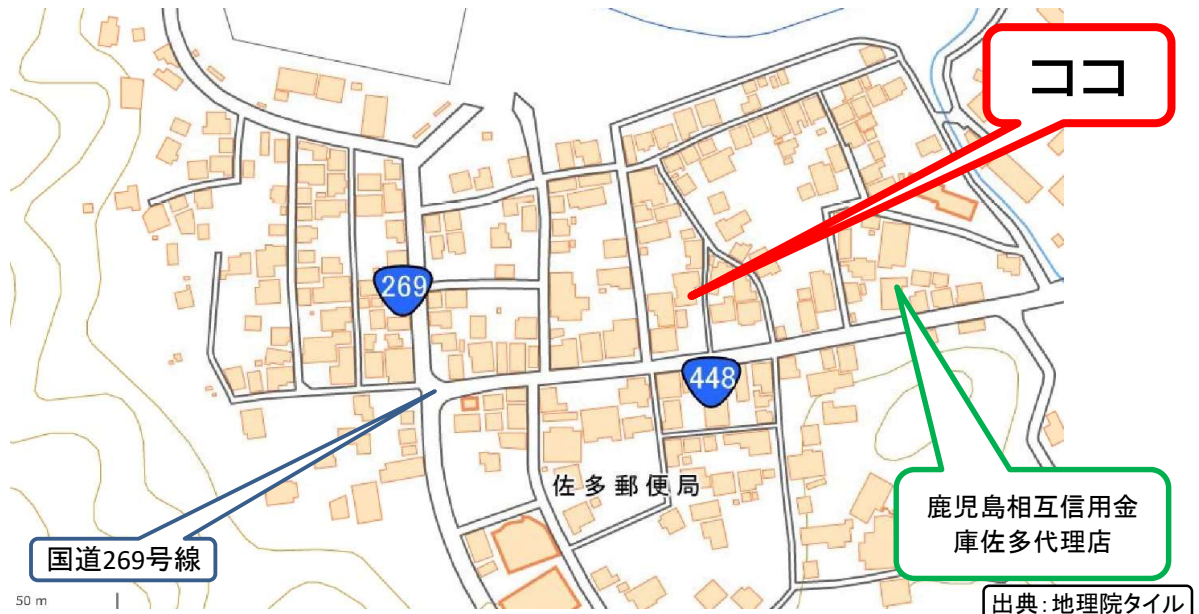 ココ
269
448
佐多郵便局
鹿児島相互信用金
庫佐多代理店
国道269号線
50 m
出典:地理院タイル